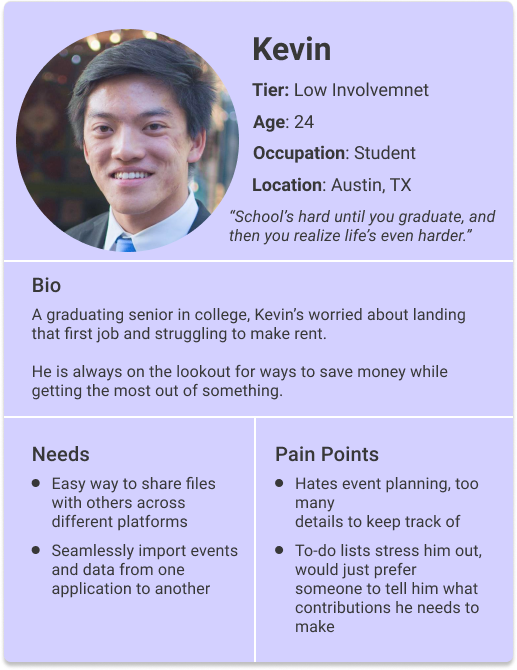 Kevin
Tier: Low Involvemnet
Age: 24
Occupation: Student
Location: Austin, TX
“School’s hard until you graduate, and
then you realize life’s even harder.”
Bio
A graduating senior in college, Kevin’s worried about landing
that first job and struggling to make rent.
He is always on the lookout for ways to save money while
getting the most out of something.
Needs
Easy way to share files
with others across
different platforms
Seamlessly import events
and data from one
application to another
Pain Points
Hates event planning, too
many
details to keep track of
To-do lists stress him out,
would just prefer
someone to tell him what
contributions he needs to
make